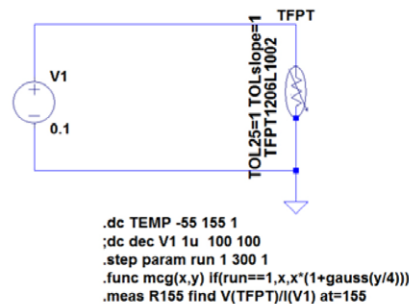 TFPT
V1
0.1
TOL25=1 TOLslope=1
TFPT1206L1002
.dc TEMP -55 155 1
;dc dec V1 1u 100 100
.step param run 1 300 1
.func mcg(x,y) if(run==1,x,x*(1+gauss(y/4)))
.meas R155 find V(TFPT)/I(V1) at=155